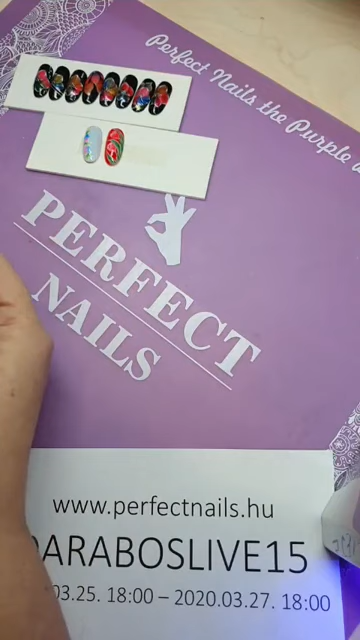 Perfect Nails the Purple
PERFECT
NAILS
www.perfectnails.hu
DARABOSLIVE15
03.25. 18:00 – 2020.03.27. 18:00